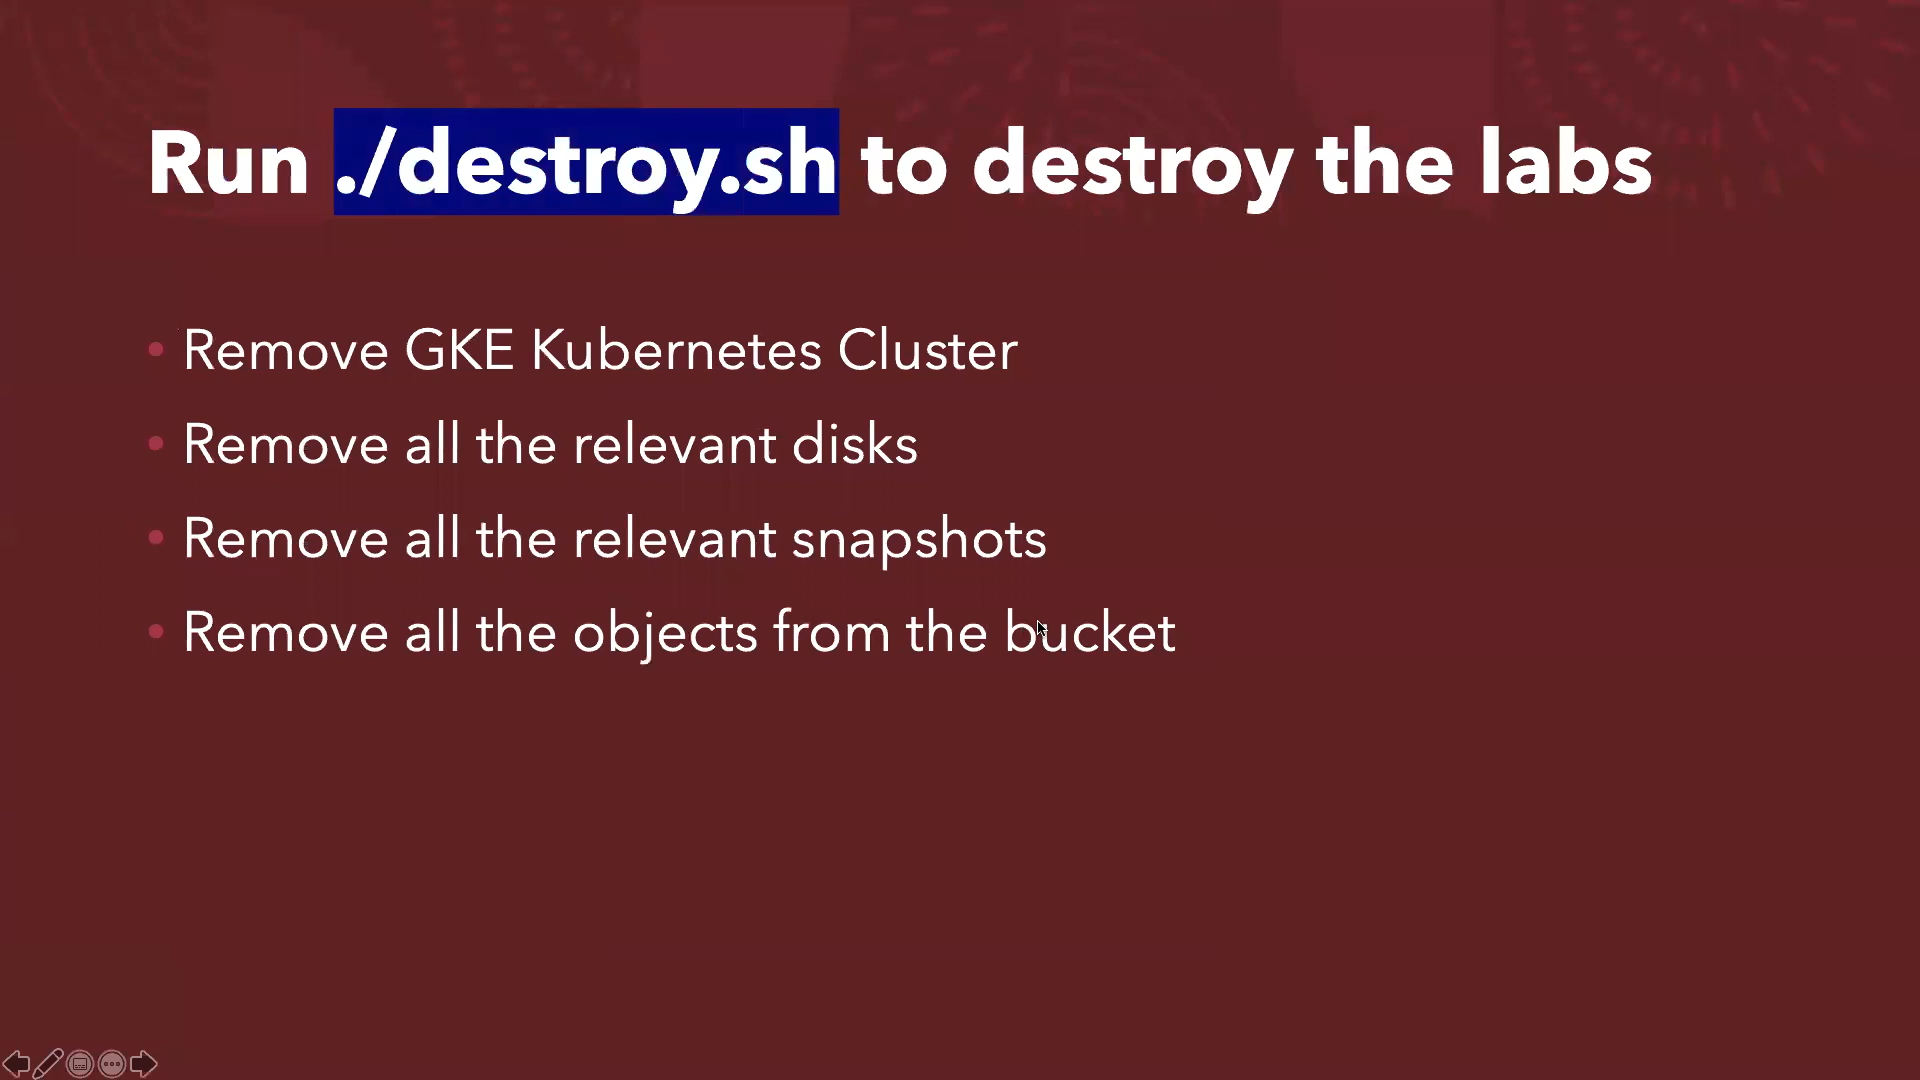 Run ./destroy.sh to destroy the labs
• Remove GKE Kubernetes Cluster
• Remove all the relevant disks
• Remove all the relevant snapshots
• Remove all the objects from the bucket